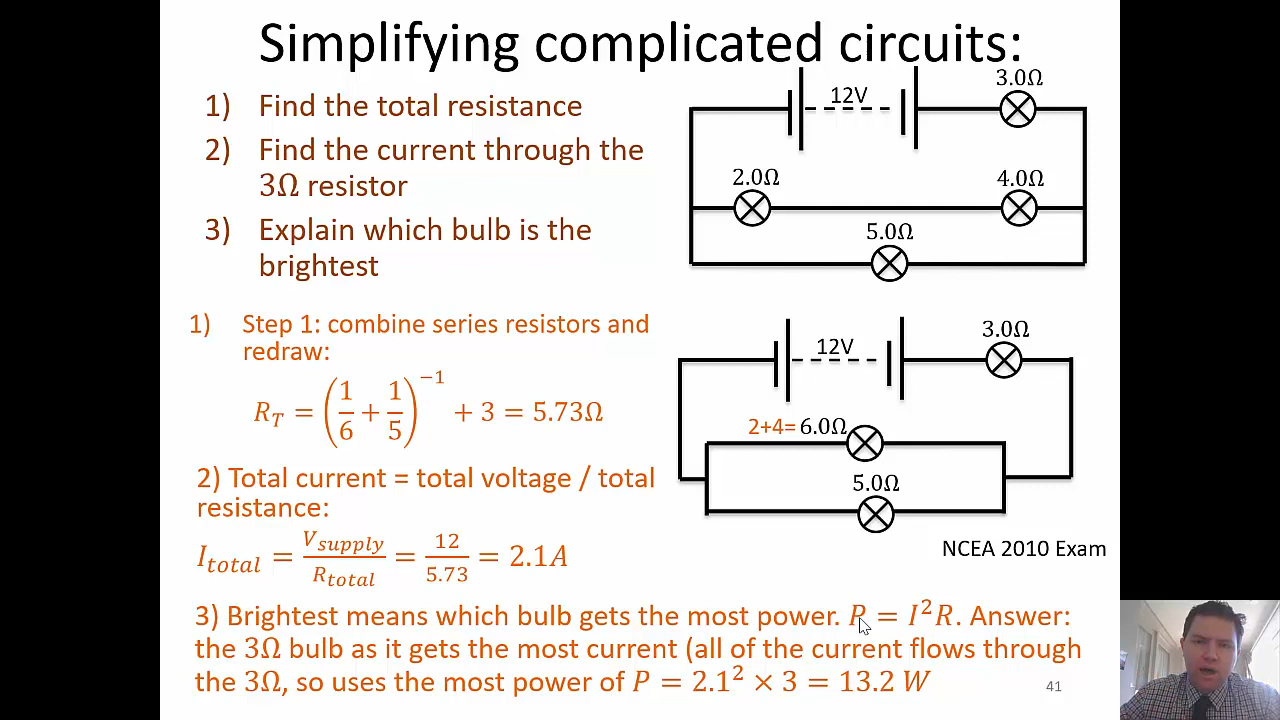 Simplifying complicated circuits:
1) Find the total resistance
2) Find the current through the
3Ω resistor
3) Explain which bulb is the
brightest
12V
3.0Ω
2.0Ω
4.0Ω
5.0Ω
1) Step 1: combine series resistors and
redraw:
R_T = (1/6 + 1/5)^−1 + 3 = 5.73Ω
2) Total current = total voltage / total
resistance:
I_total = V_supply/R_total = 12/5.73 = 2.1A
12V
3.0Ω
2+4= 6.0Ω
5.0Ω
NCEA 2010 Exam
3) Brightest means which bulb gets the most power. P = I²R. Answer:
the 3Ω bulb as it gets the most current (all of the current flows through
the 3Ω, so uses the most power of P = 2.1² × 3 = 13.2 W
41